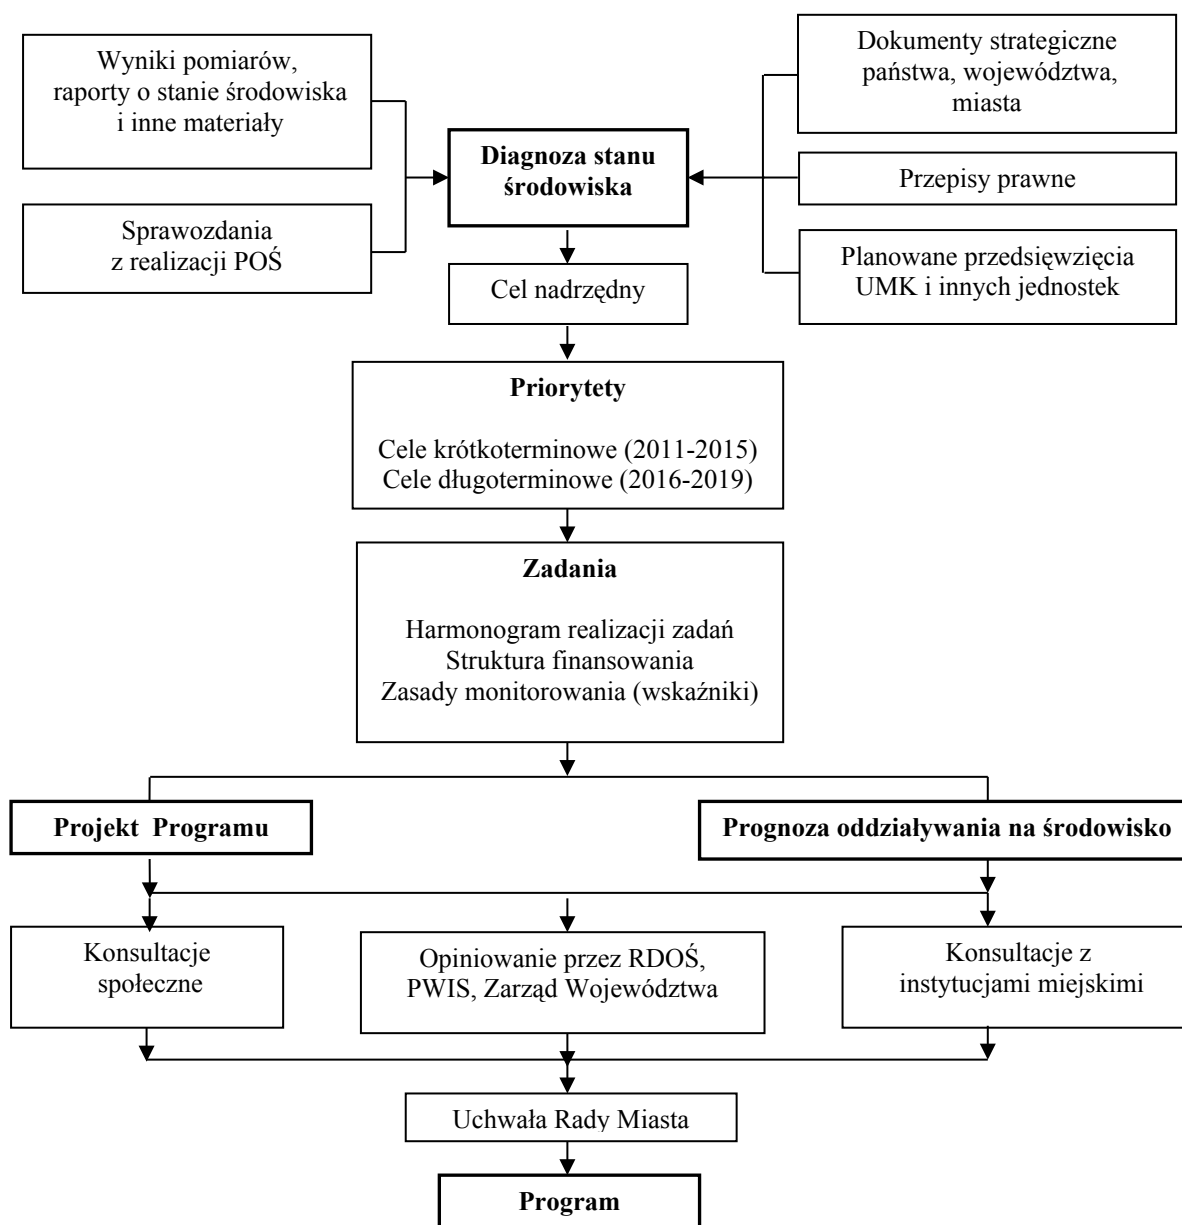 Wyniki pomiarów,
raporty o stanie środowiska
i inne materiały
Dokumenty strategiczne
państwa, województwa,
miasta
Diagnoza stanu
środowiska
Przepisy prawne
Sprawozdania
z realizacji POŚ
Planowane przedsięwzięcia
UMK i innych jednostek
Cel nadrzędny
Priorytety
Cele krótkoterminowe (2011-2015)
Cele długoterminowe (2016-2019)
Zadania
Harmonogram realizacji zadań
Struktura finansowania
Zasady monitorowania (wskaźniki)
Projekt  Programu
Prognoza oddziaływania na środowisko
Konsultacje
społeczne
Opiniowanie przez RDOŚ,
PWIS, Zarząd Województwa
Konsultacje z
instytucjami miejskimi
Uchwała Rady Miasta
Program